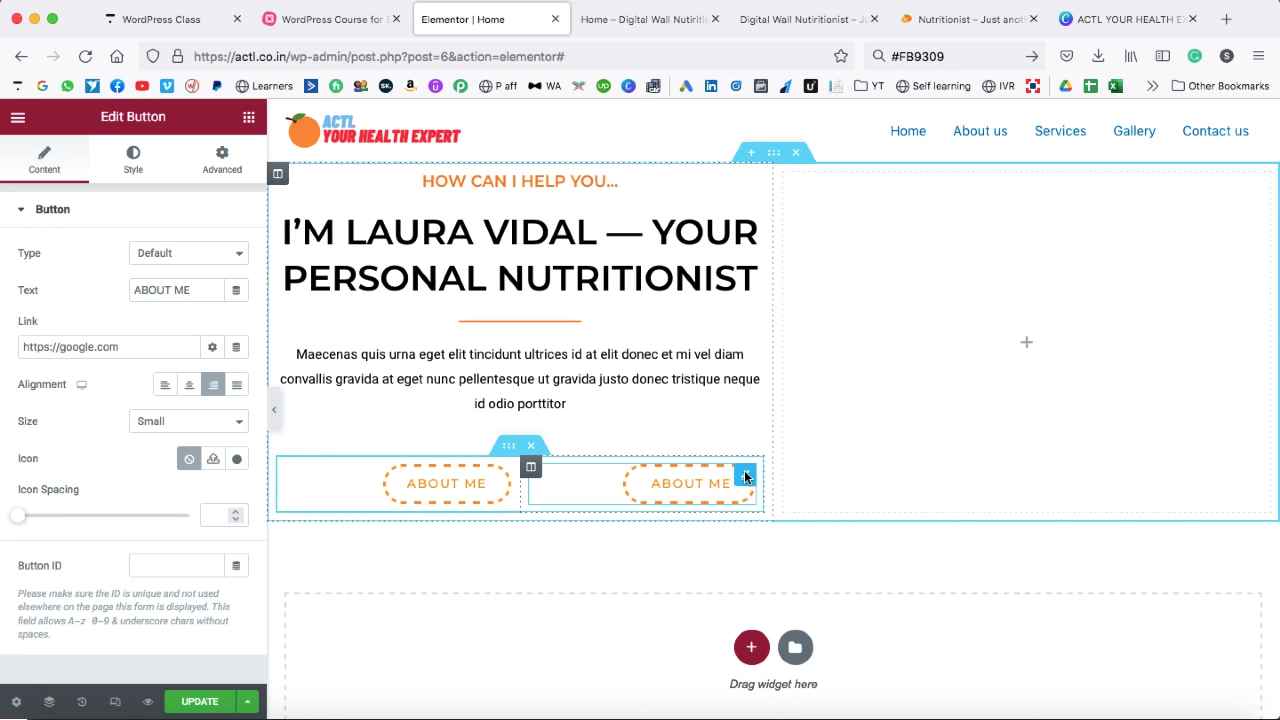 WordPress Class
WordPress Course for E
Elementor | Home
Home – Digital Wall Nutritic
Digital Wall Nutritionist – Ju
Nutritionist – Just anoth
ACTL YOUR HEALTH EX
https://actl.co.in/wp-admin/post.php?post=6&action=elementor#
#FB9309
Learners
P aff
WA
YT
Self learning
IVR
Other Bookmarks
Edit Button
Content
Style
Advanced
Button
Type
Default
Text
ABOUT ME
Link
https://google.com
Alignment
Size
Small
Icon
Icon Spacing
Button ID
Please make sure the ID is unique and not used
elsewhere on the page this form is displayed. This
field allows A-z 0-9 & underscore chars without
spaces.
UPDATE
ACTL
YOUR HEALTH EXPERT
Home
About us
Services
Gallery
Contact us
HOW CAN I HELP YOU...
I'M LAURA VIDAL — YOUR
PERSONAL NUTRITIONIST
Maecenas quis urna eget elit tincidunt ultrices id at elit donec et mi vel diam
convallis gravida at eget nunc pellentesque ut gravida justo donec tristique neque
id odio porttitor
ABOUT ME
ABOUT ME
Drag widget here